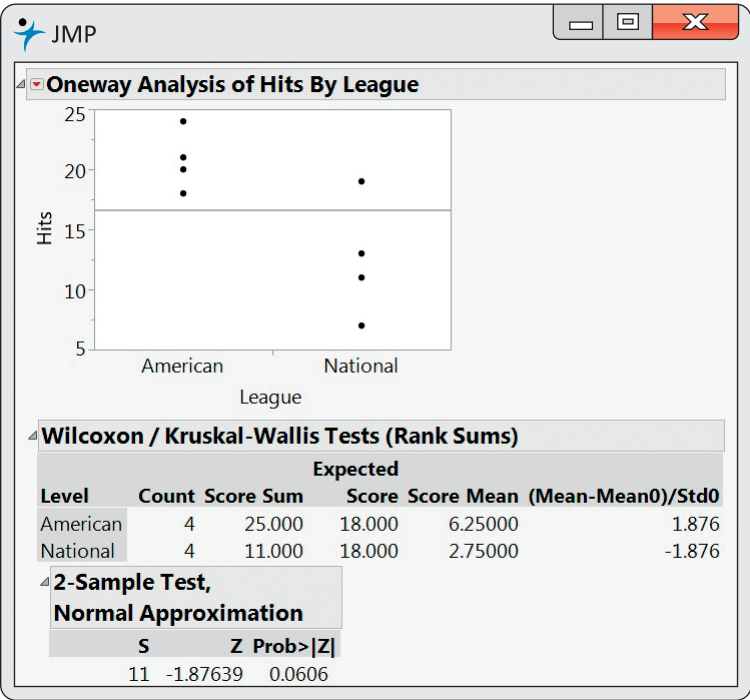 JMP
Oneway Analysis of Hits By League
25
20
15
10
5
Hits
American National
League
Wilcoxon / Kruskal-Wallis Tests (Rank Sums)
Expected
Level Count Score Sum Score Score Mean (Mean-Mean0)/Std0
American 4 25.000 18.000 6.25000 1.876
National 4 11.000 18.000 2.75000 -1.876
2-Sample Test,
Normal Approximation
S Z Prob>|Z|
11 -1.87639 0.0606